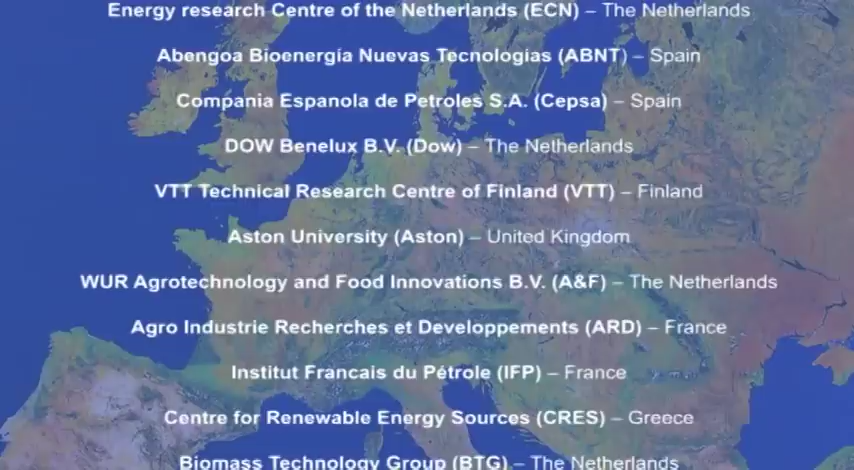 Energy research Centre of the Netherlands (ECN) – The Netherlands
Abengoa Bioenergía Nuevas Tecnologías (ABNT) – Spain
Compania Espanola de Petroles S.A. (Cepsa) – Spain
DOW Benelux B.V. (Dow) – The Netherlands
VTT Technical Research Centre of Finland (VTT) – Finland
Aston University (Aston) – United Kingdom
WUR Agrotechnology and Food Innovations B.V. (A&F) – The Netherlands
Agro Industrie Recherches et Developpements (ARD) – France
Institut Francais du Pétrole (IFP) – France
Centre for Renewable Energy Sources (CRES) – Greece
Biomass Technology Group (BTG) – The Netherlands